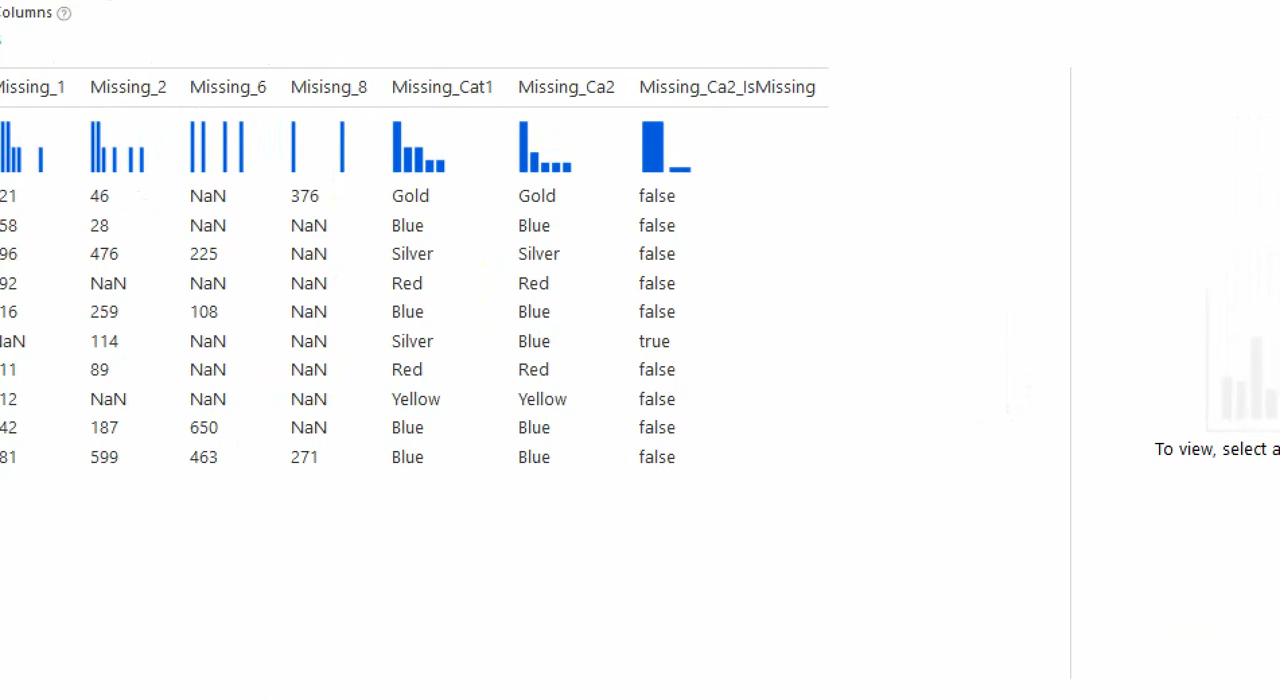 Columns
Missing_1 Missing_2 Missing_6 Misisng_8 Missing_Cat1 Missing_Ca2 Missing_Ca2_IsMissing
21 46 NaN 376 Gold Gold false
58 28 NaN NaN Blue Blue false
96 476 225 NaN Silver Silver false
92 NaN NaN NaN Red Red false
16 259 108 NaN Blue Blue false
NaN 114 NaN NaN Silver Blue true
11 89 NaN NaN Red Red false
12 NaN NaN NaN Yellow Yellow false
42 187 650 NaN Blue Blue false
81 599 463 271 Blue Blue false
To view, select a